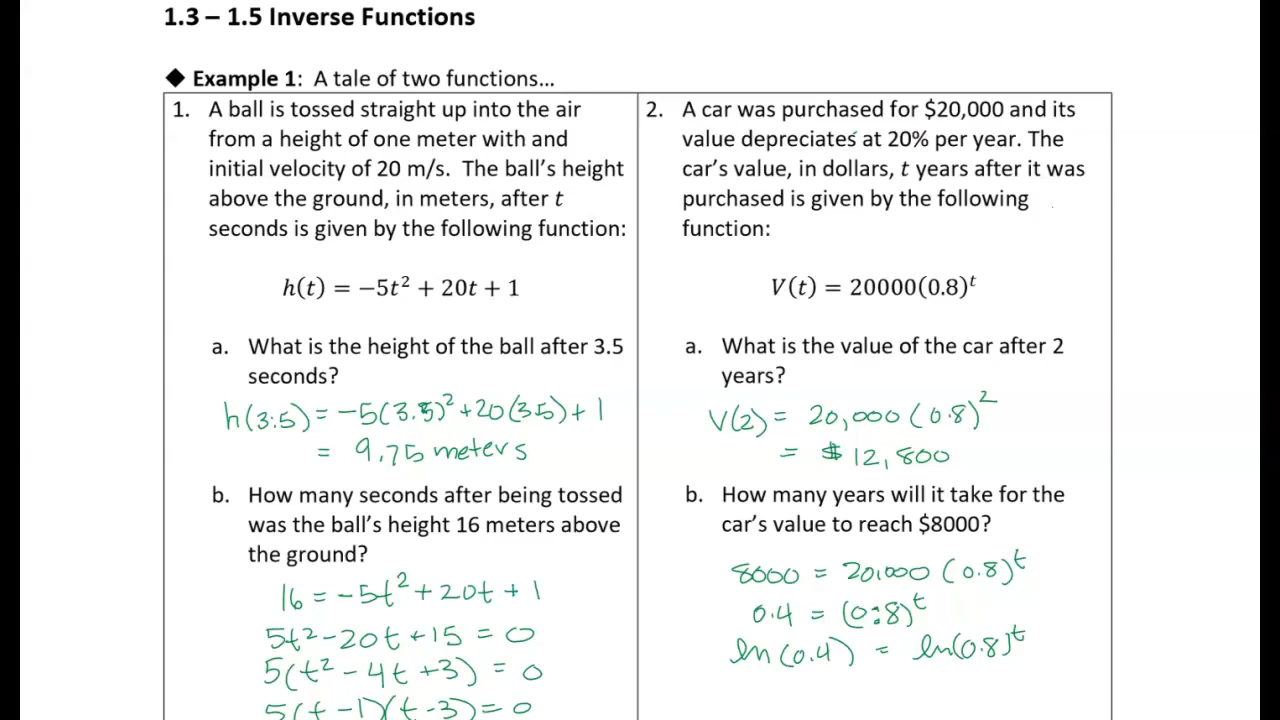 1.3 – 1.5 Inverse Functions
◆ Example 1: A tale of two functions...
1. A ball is tossed straight up into the air
from a height of one meter with and
initial velocity of 20 m/s. The ball's height
above the ground, in meters, after t
seconds is given by the following function:
h(t) = −5t² + 20t + 1
a. What is the height of the ball after 3.5
seconds?
h(3.5) = −5(3.5)² + 20(3.5) + 1
= 9.75 meters
b. How many seconds after being tossed
was the ball's height 16 meters above
the ground?
16 = −5t² + 20t + 1
5t² − 20t + 15 = 0
5(t² − 4t + 3) = 0
5(t − 1)(t − 3) = 0
2. A car was purchased for $20,000 and its
value depreciates at 20% per year. The
car's value, in dollars, t years after it was
purchased is given by the following
function:
V(t) = 20000(0.8)ᵗ
a. What is the value of the car after 2
years?
V(2) = 20,000(0.8)²
= $12,800
b. How many years will it take for the
car's value to reach $8000?
8000 = 20,000(0.8)ᵗ
0.4 = (0.8)ᵗ
ln(0.4) = ln(0.8)ᵗ